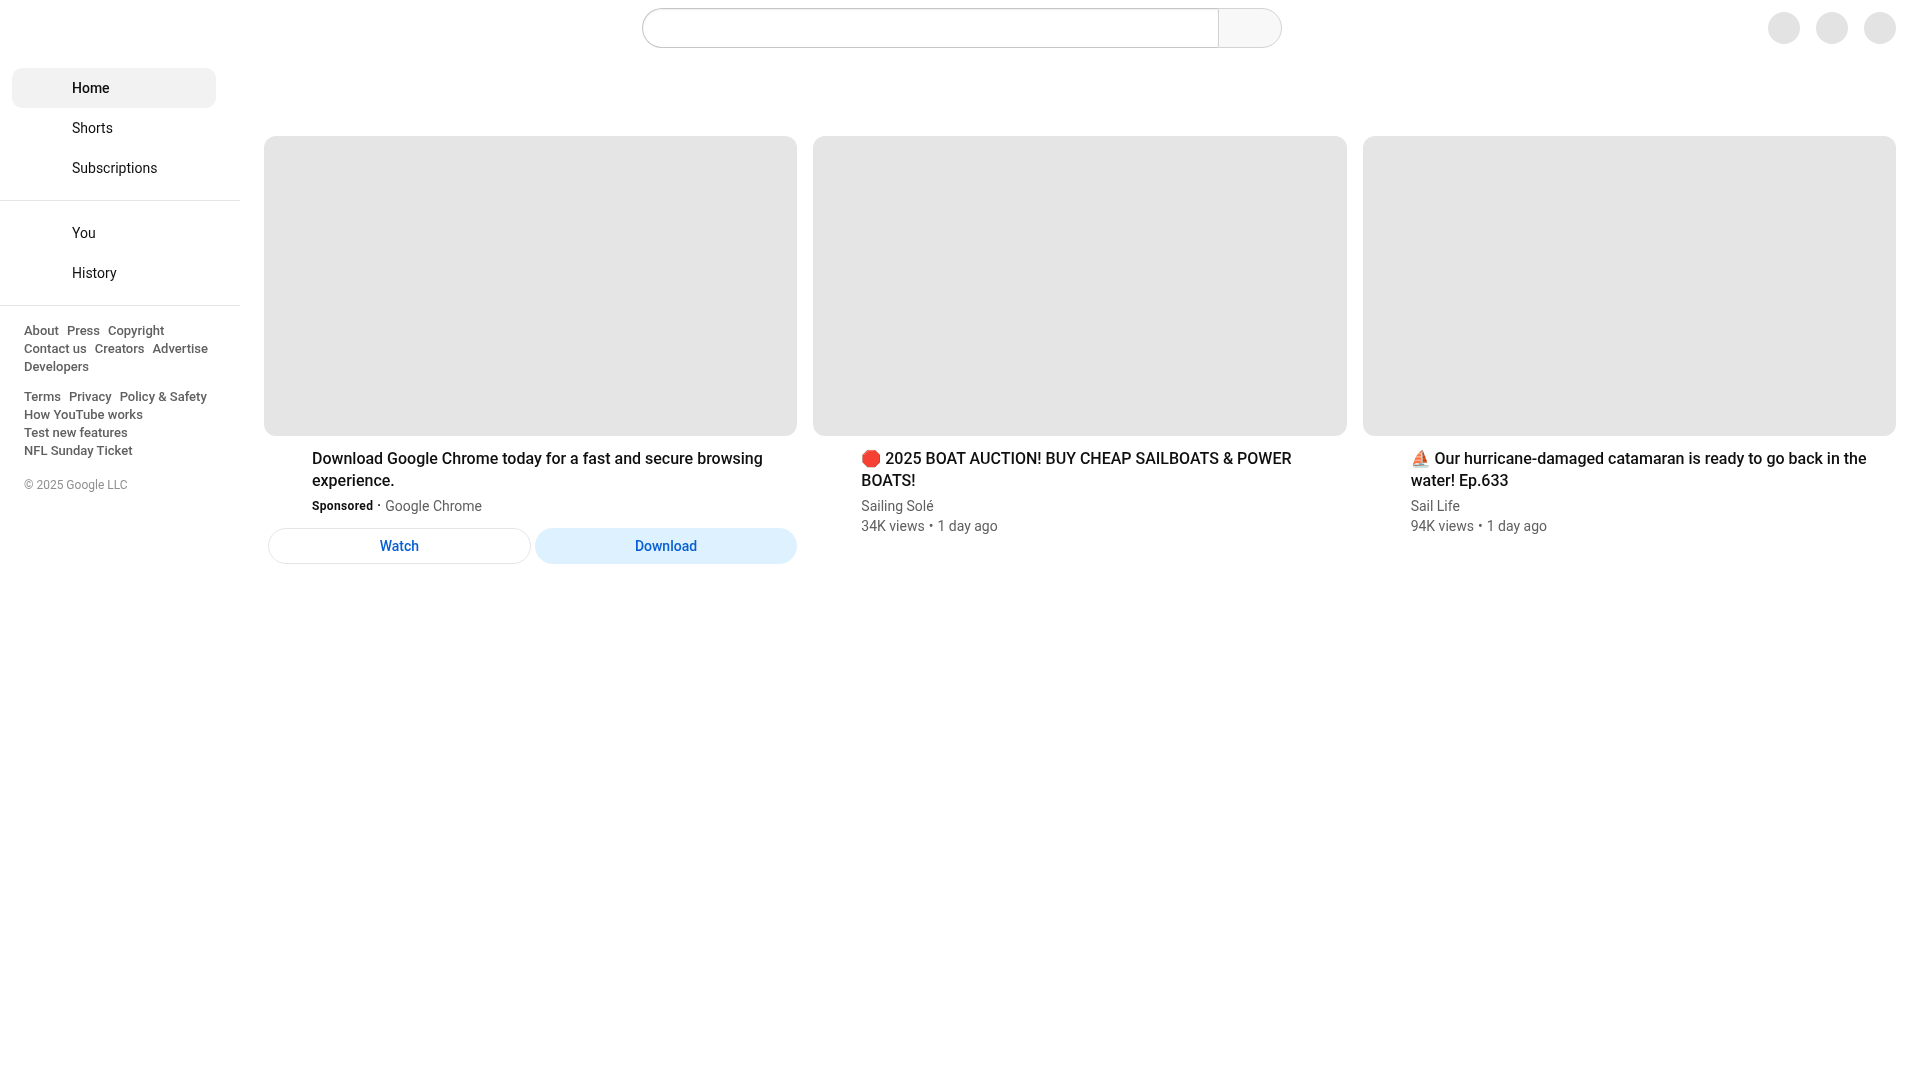 Home
Shorts
Subscriptions
You
History
About Press Copyright
Contact us Creators Advertise
Developers
Terms Privacy Policy & Safety
How YouTube works
Test new features
NFL Sunday Ticket
© 2025 Google LLC
Download Google Chrome today for a fast and secure browsing
experience.
Sponsored · Google Chrome
Watch
Download
🛑 2025 BOAT AUCTION! BUY CHEAP SAILBOATS & POWER
BOATS!
Sailing Solé
34K views • 1 day ago
⛵ Our hurricane-damaged catamaran is ready to go back in the
water! Ep.633
Sail Life
94K views • 1 day ago